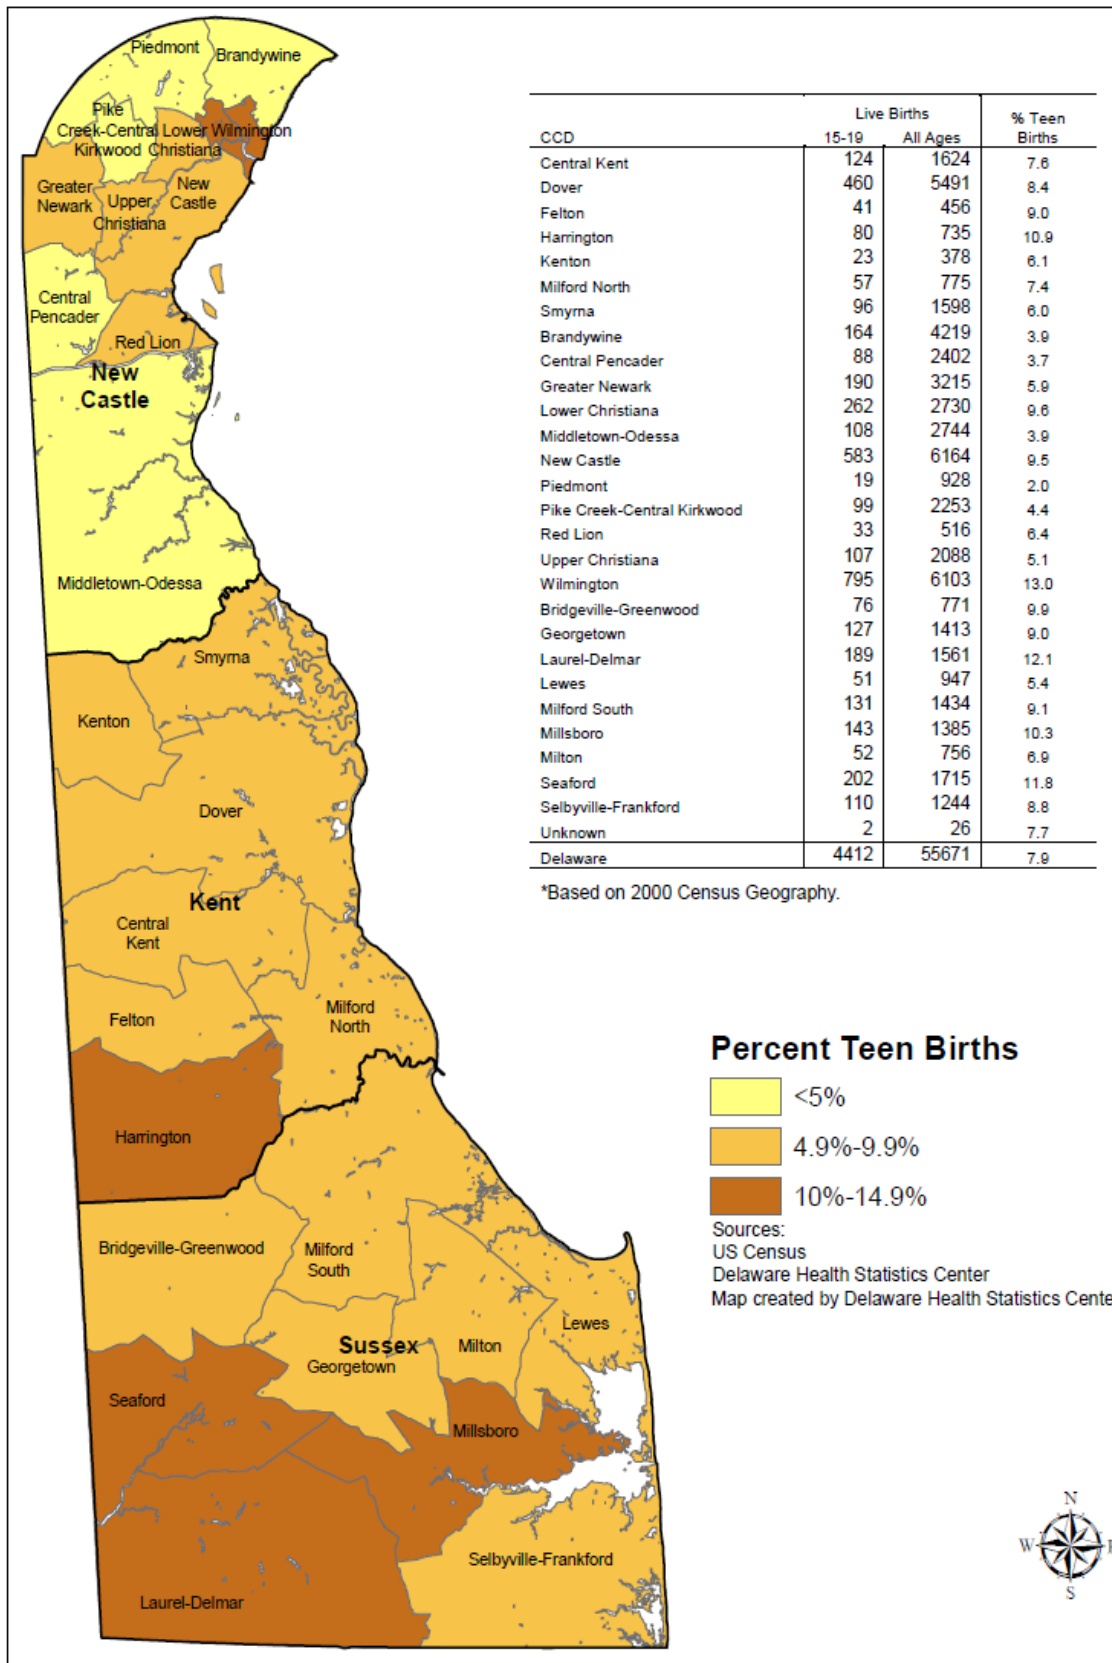 Piedmont
Brandywine
Pike
Creek-Central Lower Wilmington
Kirkwood Christiana
Greater
Newark
Upper
Christiana
New
Castle
Central
Pencader
Red Lion
New
Castle
Middletown-Odessa
Smyrna
Kenton
Dover
Kent
Central
Kent
Felton
Milford
North
Harrington
Bridgeville-Greenwood
Milford
South
Lewes
Milton
Sussex
Georgetown
Seaford
Millsboro
Selbyville-Frankford
Laurel-Delmar
Live Births % Teen
CCD 15-19 All Ages Births
Central Kent 124 1624 7.6
Dover 460 5491 8.4
Felton 41 456 9.0
Harrington 80 735 10.9
Kenton 23 378 6.1
Milford North 57 775 7.4
Smyrna 96 1598 6.0
Brandywine 164 4219 3.9
Central Pencader 88 2402 3.7
Greater Newark 190 3215 5.9
Lower Christiana 262 2730 9.6
Middletown-Odessa 108 2744 3.9
New Castle 583 6164 9.5
Piedmont 19 928 2.0
Pike Creek-Central Kirkwood 99 2253 4.4
Red Lion 33 516 6.4
Upper Christiana 107 2088 5.1
Wilmington 795 6103 13.0
Bridgeville-Greenwood 76 771 9.9
Georgetown 127 1413 9.0
Laurel-Delmar 189 1561 12.1
Lewes 51 947 5.4
Milford South 131 1434 9.1
Millsboro 143 1385 10.3
Milton 52 756 6.9
Seaford 202 1715 11.8
Selbyville-Frankford 110 1244 8.8
Unknown 2 26 7.7
Delaware 4412 55671 7.9
*Based on 2000 Census Geography.
Percent Teen Births
<5%
4.9%-9.9%
10%-14.9%
Sources:
US Census
Delaware Health Statistics Center
Map created by Delaware Health Statistics Cente
N
W
S